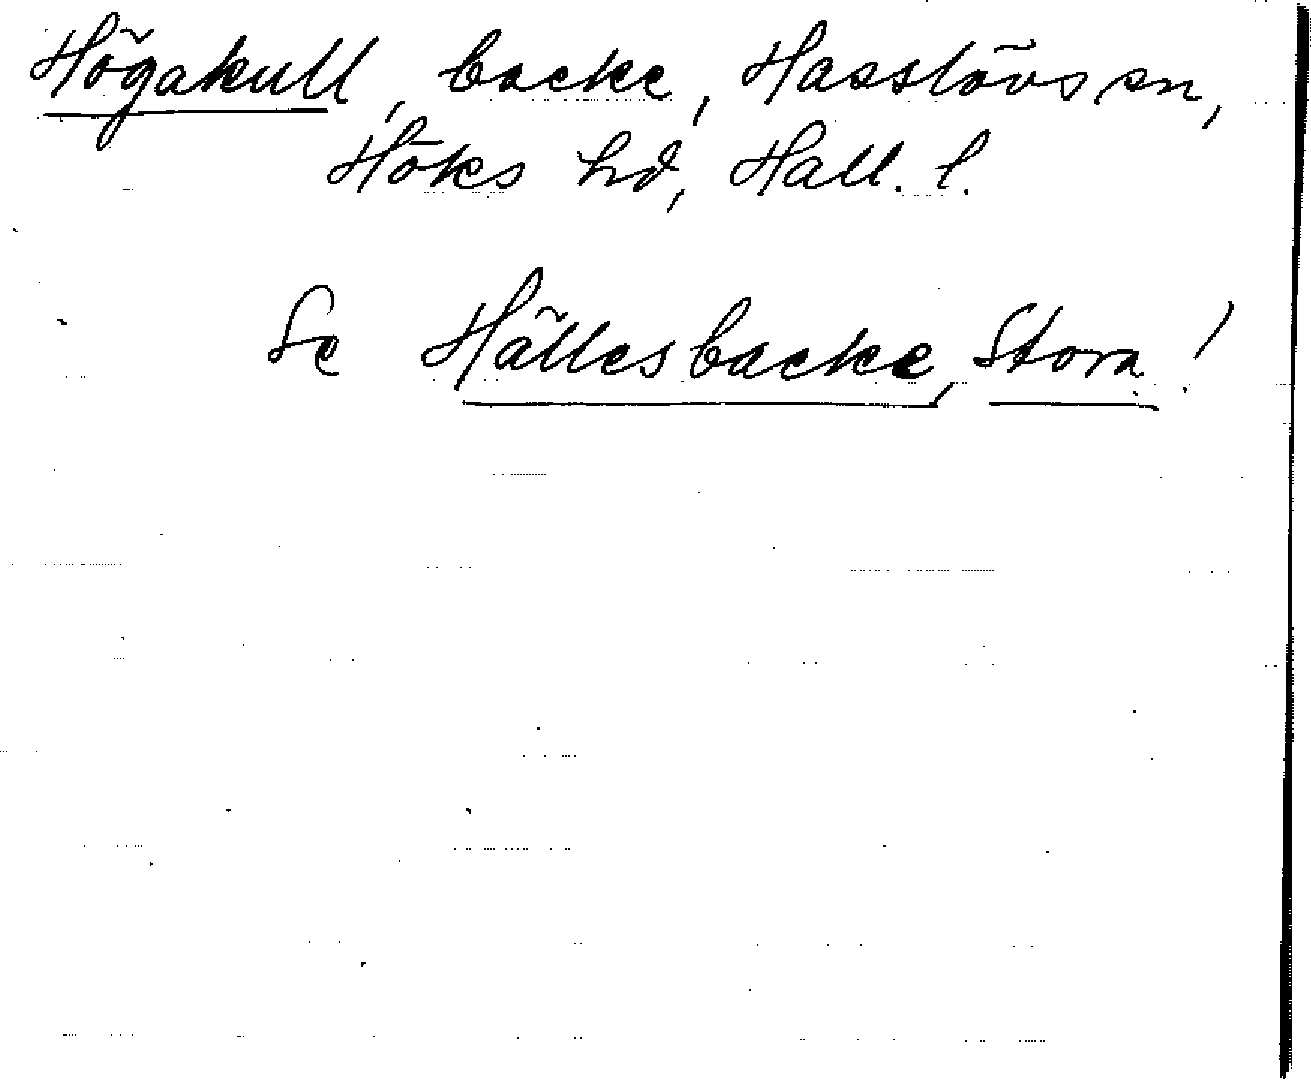 Högakull, backe, Hasslövs sn,
Höks hd, Hall. l.
Se Hällesbacke, Stora!